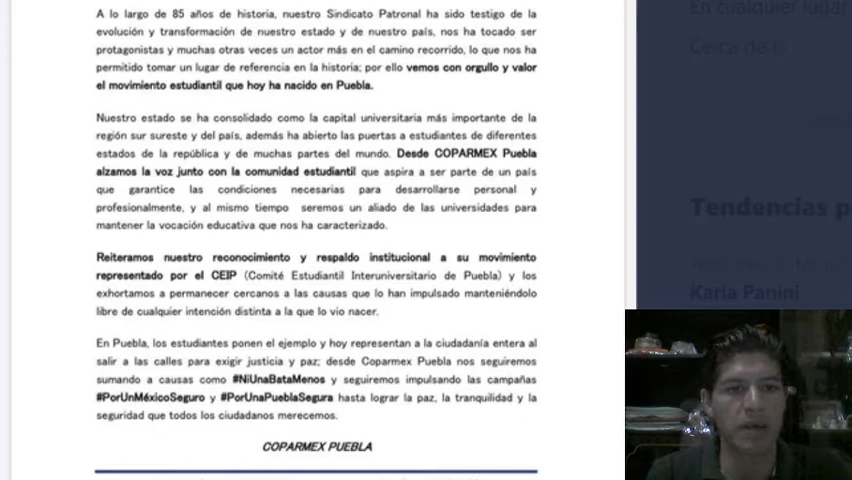 A lo largo de 85 años de historia, nuestro Sindicato Patronal ha sido testigo de la
evolución y transformación de nuestro estado y de nuestro país, nos ha tocado ser
protagonistas y muchas otras veces un actor más en el camino recorrido, lo que nos ha
permitido tomar un lugar de referencia en la historia; por ello vemos con orgullo y valor
el movimiento estudiantil que hoy ha nacido en Puebla.
Nuestro estado se ha consolidado como la capital universitaria más importante de la
región sur sureste y del país, además ha abierto las puertas a estudiantes de diferentes
estados de la república y de muchas partes del mundo. Desde COPARMEX Puebla
alzamos la voz junto con la comunidad estudiantil que aspira a ser parte de un país
que garantice las condiciones necesarias para desarrollarse personal y
profesionalmente, y al mismo tiempo seremos un aliado de las universidades para
mantener la vocación educativa que nos ha caracterizado.
Reiteramos nuestro reconocimiento y respaldo institucional a su movimiento
representado por el CEIP (Comité Estudiantil Interuniversitario de Puebla) y los
exhortamos a permanecer cercanos a las causas que lo han impulsado manteniéndolo
libre de cualquier intención distinta a la que lo vio nacer.
En Puebla, los estudiantes ponen el ejemplo y hoy representan a la ciudadanía entera al
salir a las calles para exigir justicia y paz; desde Coparmex Puebla nos seguiremos
sumando a causas como #NiUnaBataMenos y seguiremos impulsando las campañas
#PorUnMéxicoSeguro y #PorUnaPueblaSegura hasta lograr la paz, la tranquilidad y la
seguridad que todos los ciudadanos merecemos.
COPARMEX PUEBLA
En cualquier lugar
Cerca de ti
Tendencias p
Karla Panini